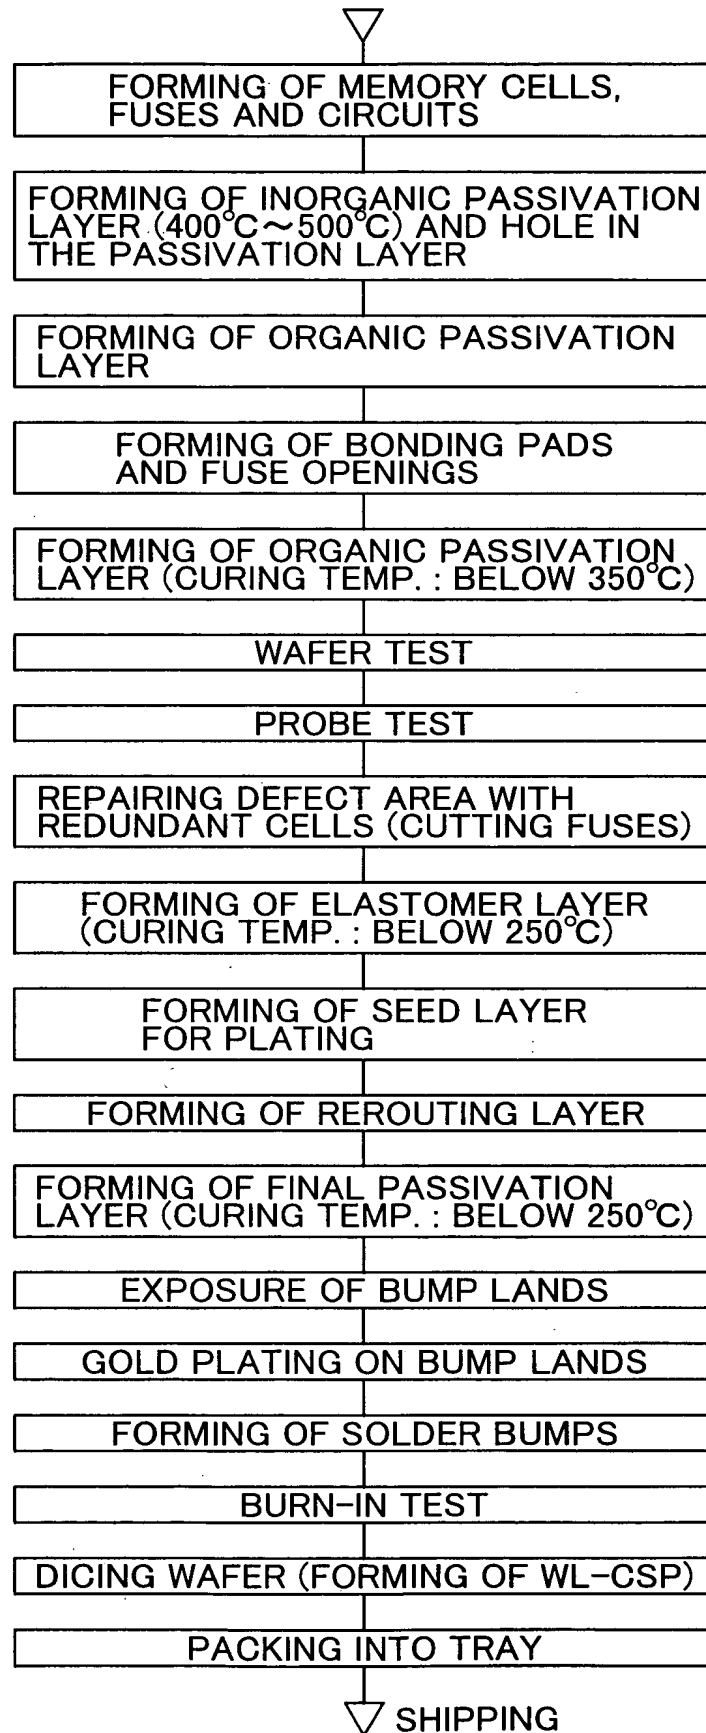 FORMING OF MEMORY CELLS,
FUSES AND CIRCUITS
FORMING OF INORGANIC PASSIVATION
LAYER (400℃～500℃) AND HOLE IN
THE PASSIVATION LAYER
FORMING OF ORGANIC PASSIVATION
LAYER
FORMING OF BONDING PADS
AND FUSE OPENINGS
FORMING OF ORGANIC PASSIVATION
LAYER (CURING TEMP. : BELOW 350℃)
WAFER TEST
PROBE TEST
REPAIRING DEFECT AREA WITH
REDUNDANT CELLS (CUTTING FUSES)
FORMING OF ELASTOMER LAYER
(CURING TEMP. : BELOW 250℃)
FORMING OF SEED LAYER
FOR PLATING
FORMING OF REROUTING LAYER
FORMING OF FINAL PASSIVATION
LAYER (CURING TEMP. : BELOW 250℃)
EXPOSURE OF BUMP LANDS
GOLD PLATING ON BUMP LANDS
FORMING OF SOLDER BUMPS
BURN-IN TEST
DICING WAFER (FORMING OF WL-CSP)
PACKING INTO TRAY
SHIPPING